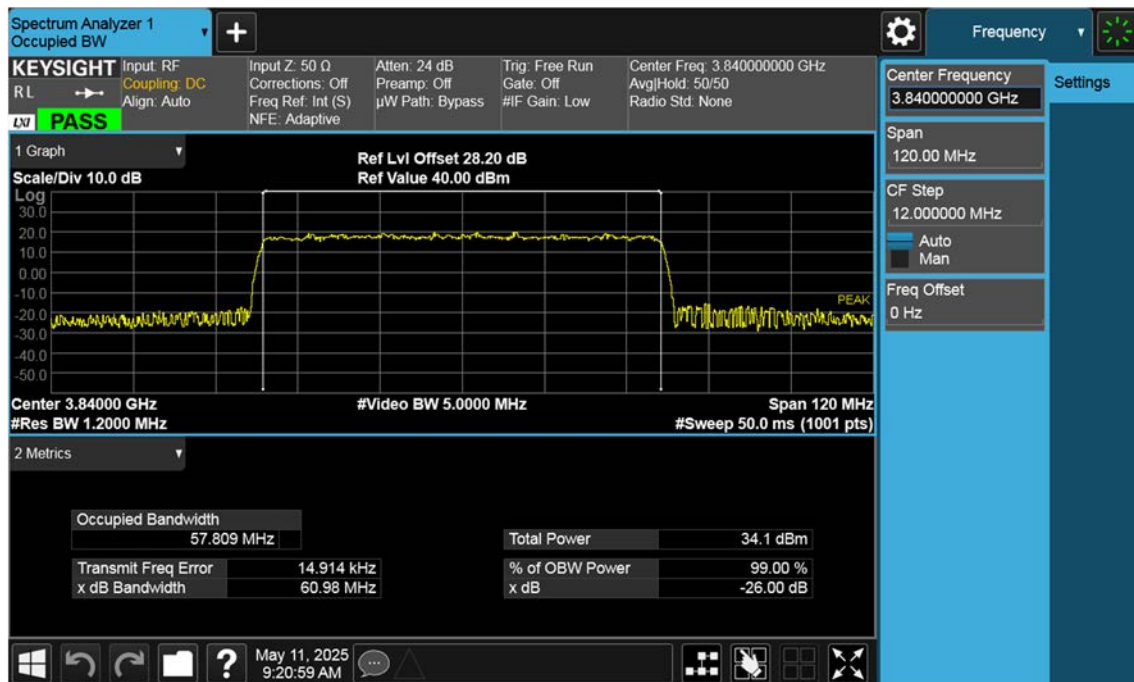 Spectrum Analyzer 1
Occupied BW
Frequency
KEYSIGHT
R L
LXI PASS
Input: RF
Coupling: DC
Align: Auto
Input Z: 50 Ω
Corrections: Off
Freq Ref: Int (S)
NFE: Adaptive
Atten: 24 dB
Preamp: Off
µW Path: Bypass
Trig: Free Run
Gate: Off
#IF Gain: Low
Center Freq: 3.840000000 GHz
Avg|Hold: 50/50
Radio Std: None
Center Frequency
3.840000000 GHz
Settings
Span
120.00 MHz
CF Step
12.000000 MHz
Auto
Man
Freq Offset
0 Hz
1 Graph
Scale/Div 10.0 dB
Ref Lvl Offset 28.20 dB
Ref Value 40.00 dBm
Log
30.0
20.0
10.0
0.00
-10.0
-20.0
-30.0
-40.0
-50.0
PEAK
Center 3.84000 GHz
#Video BW 5.0000 MHz
Span 120 MHz
#Res BW 1.2000 MHz
#Sweep 50.0 ms (1001 pts)
2 Metrics
Occupied Bandwidth
57.809 MHz
Total Power 34.1 dBm
Transmit Freq Error 14.914 kHz
% of OBW Power 99.00 %
x dB Bandwidth 60.98 MHz
x dB -26.00 dB
?
May 11, 2025
9:20:59 AM